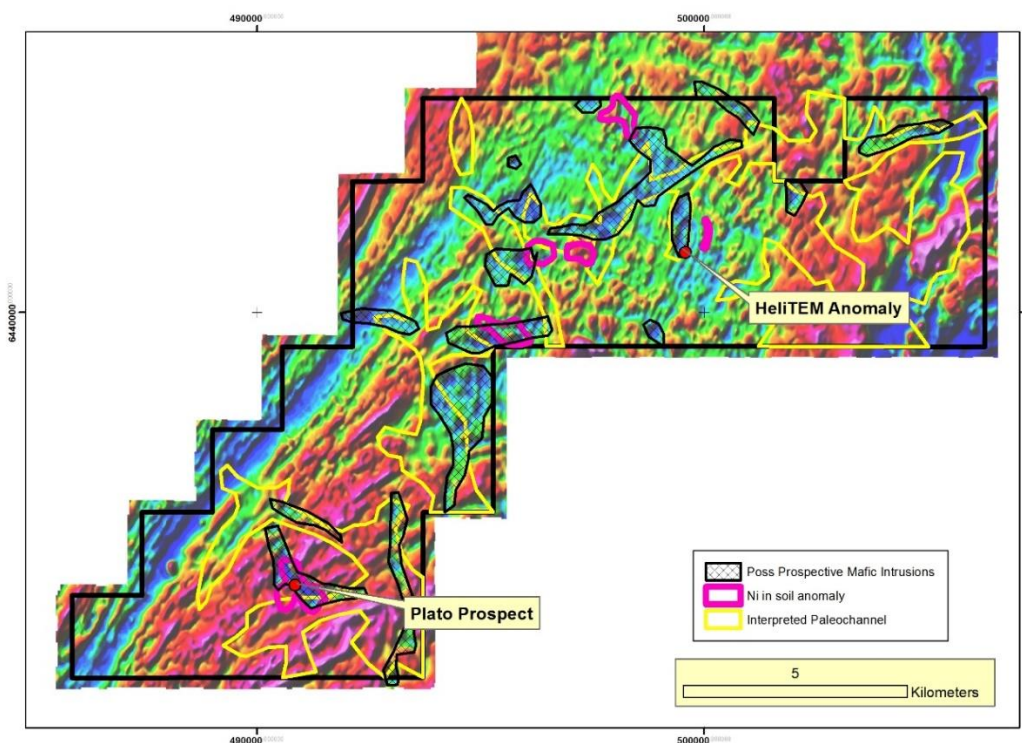 490000
500000
6440000
HeliTEM Anomaly
Plato Prospect
Poss Prospective Mafic Intrusions
Ni in soil anomaly
Interpreted Paleochannel
5
Kilometers
490000
500000